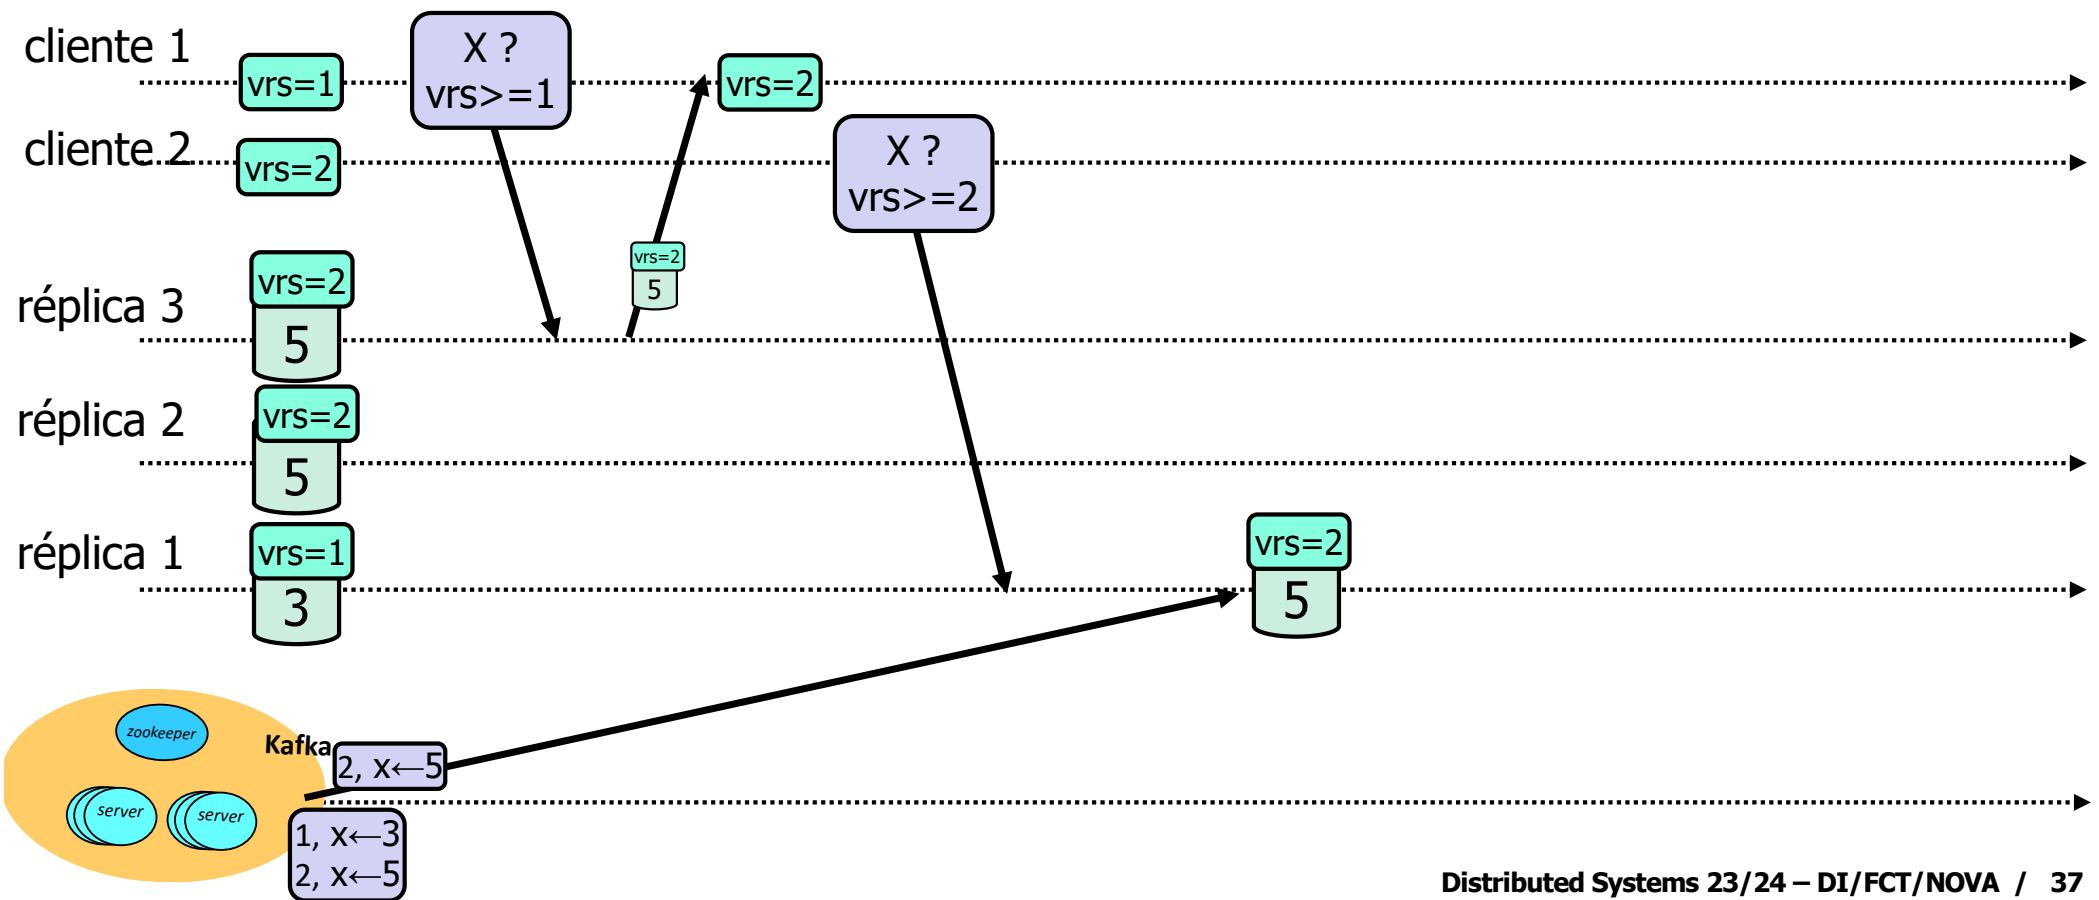 cliente 1
vrs=1
X ?
vrs>=1
vrs=2
cliente 2
vrs=2
X ?
vrs>=2
réplica 3
vrs=2
5
vrs=2
5
réplica 2
vrs=2
5
réplica 1
vrs=1
3
vrs=2
5
zookeeper
Kafka
2, x←5
server
server
1, x←3
2, x←5
Distributed Systems 23/24 – DI/FCT/NOVA / 37